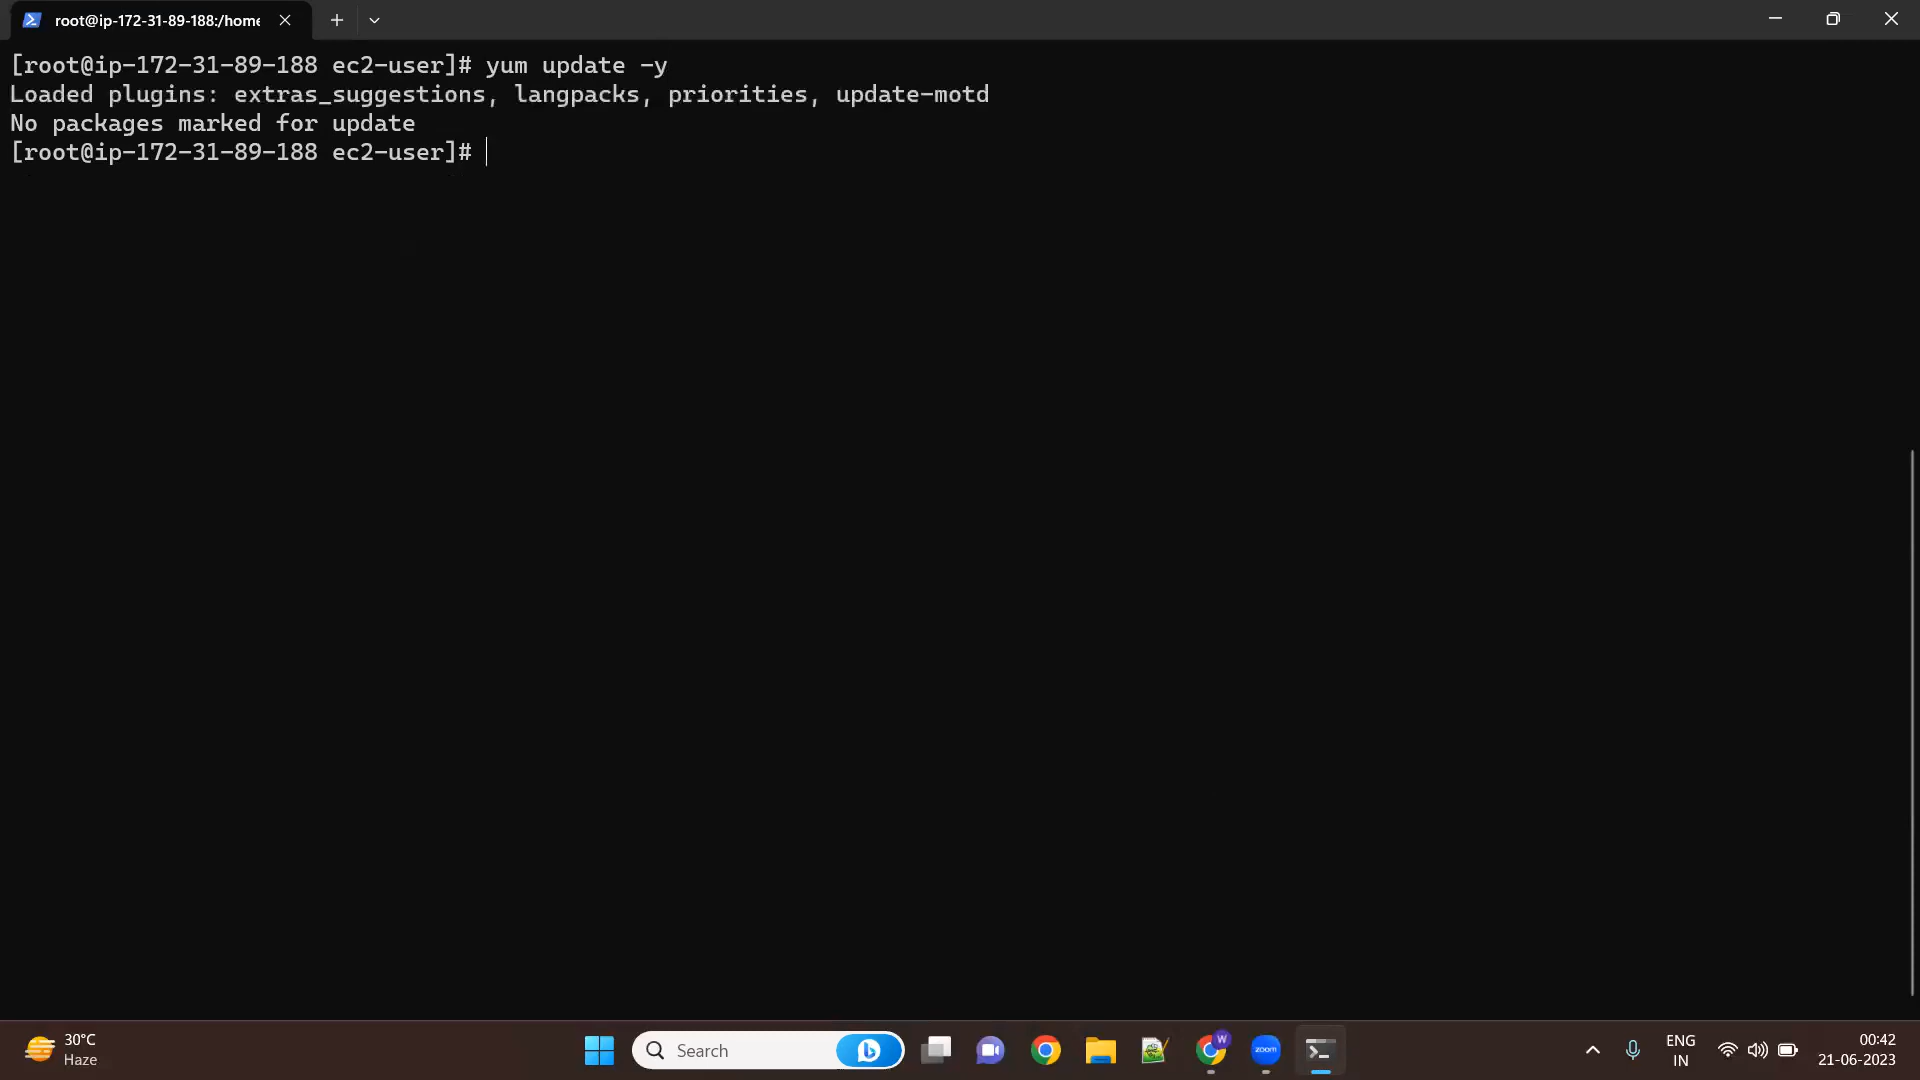 root@ip-172-31-89-188:/home
[root@ip-172-31-89-188 ec2-user]# yum update -y
Loaded plugins: extras_suggestions, langpacks, priorities, update-motd
No packages marked for update
[root@ip-172-31-89-188 ec2-user]#
30°C
Haze
Search
W
zoom
ENG
IN
00:42
21-06-2023